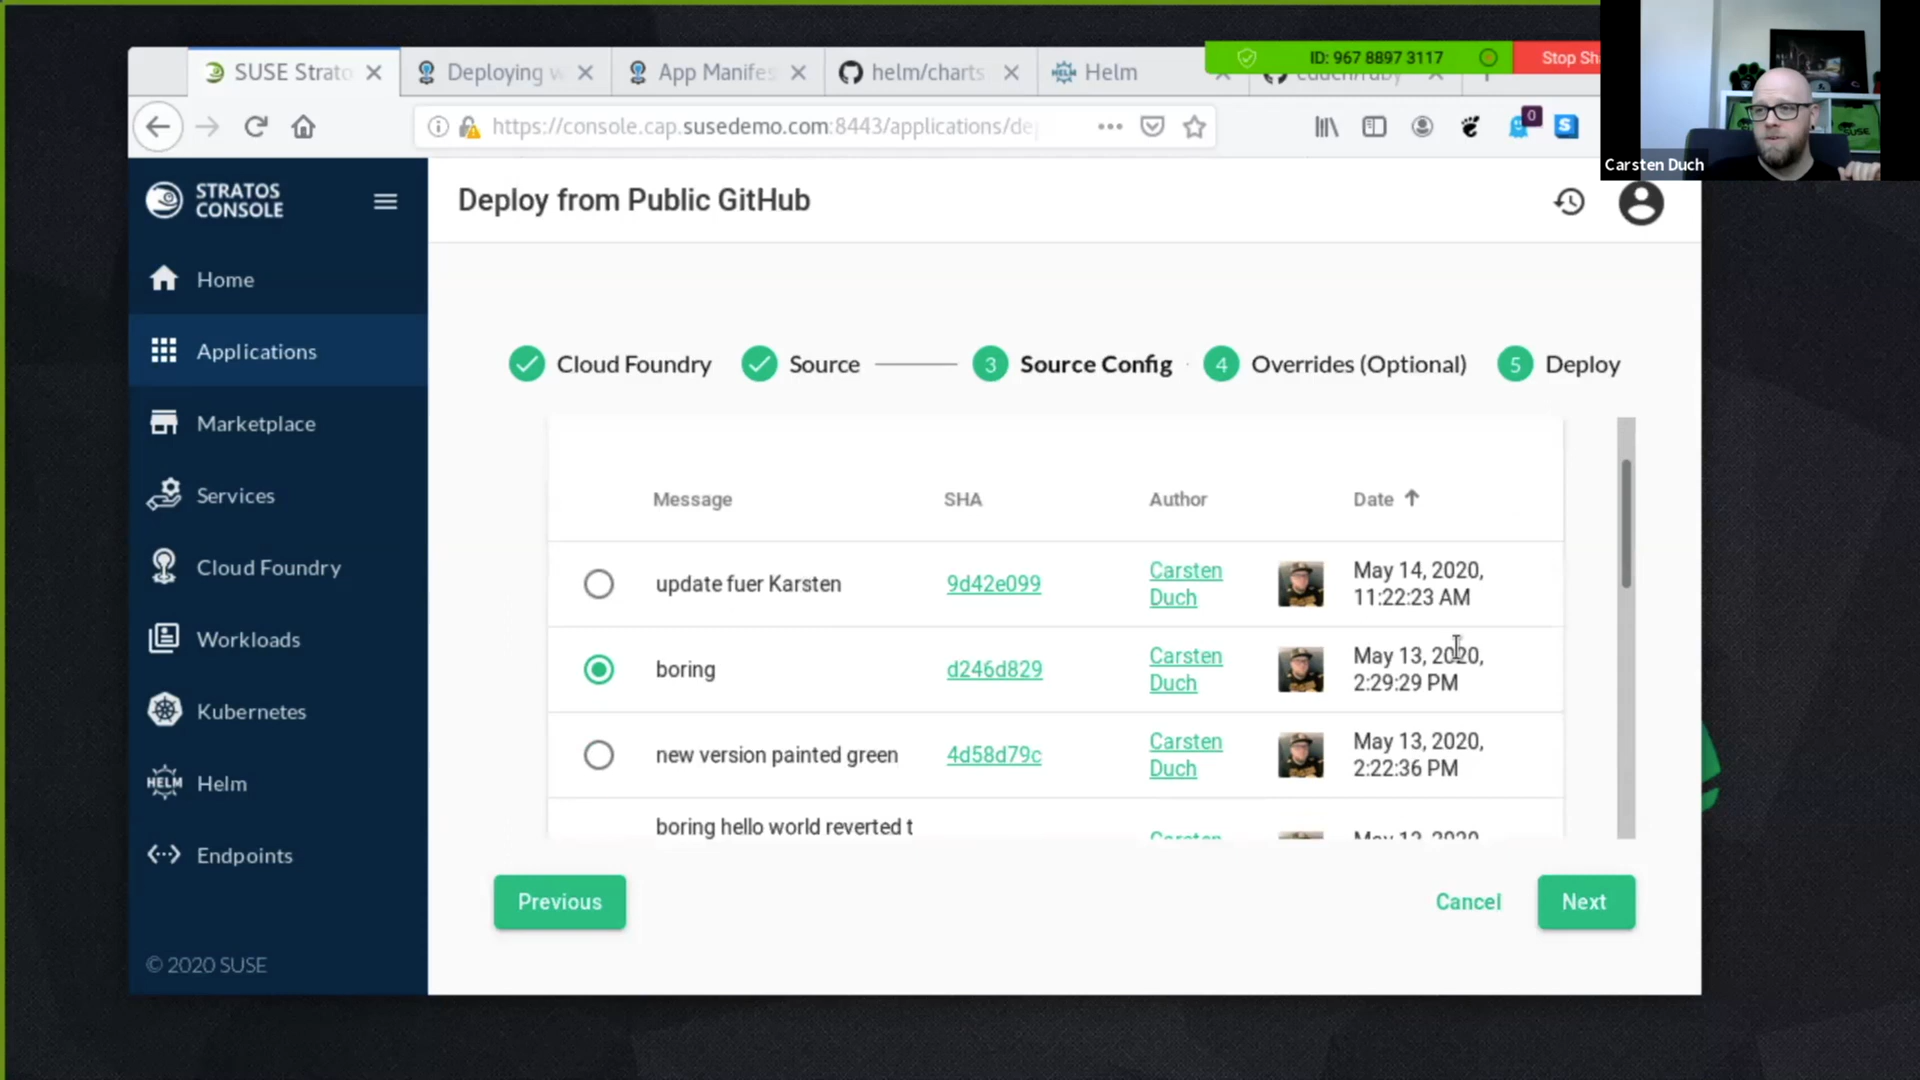 SUSE Strato
Deploying w
App Manifes
helm/charts
Helm
ID: 967 8897 3117
Stop Sh
https://console.cap.susedemo.com:8443/applications/de
0
S
Carsten Duch
STRATOS
CONSOLE
Deploy from Public GitHub
Home
Applications
Marketplace
Services
Cloud Foundry
Workloads
Kubernetes
HELM
Helm
Endpoints
© 2020 SUSE
Cloud Foundry
Source
3
Source Config
4
Overrides (Optional)
5
Deploy
Message
SHA
Author
Date
update fuer Karsten
9d42e099
Carsten
Duch
May 14, 2020,
11:22:23 AM
boring
d246d829
Carsten
Duch
May 13, 2020,
2:29:29 PM
new version painted green
4d58d79c
Carsten
Duch
May 13, 2020,
2:22:36 PM
boring hello world reverted t
Carsten
Previous
Cancel
Next